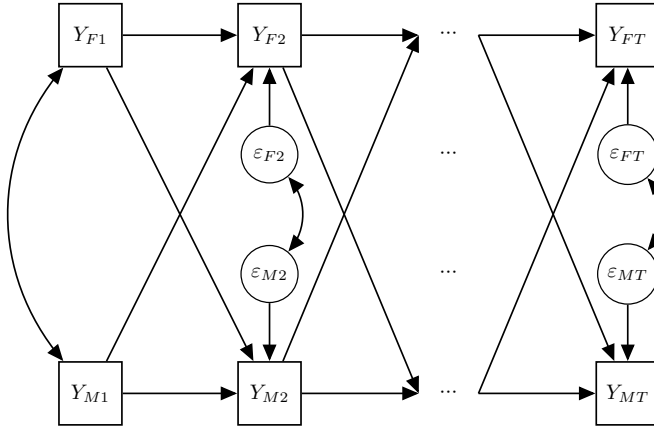 Y_{F1} Y_{F2} ... Y_{FT}
ε_{F2} ... ε_{FT}
ε_{M2} ... ε_{MT}
Y_{M1} Y_{M2} ... Y_{MT}